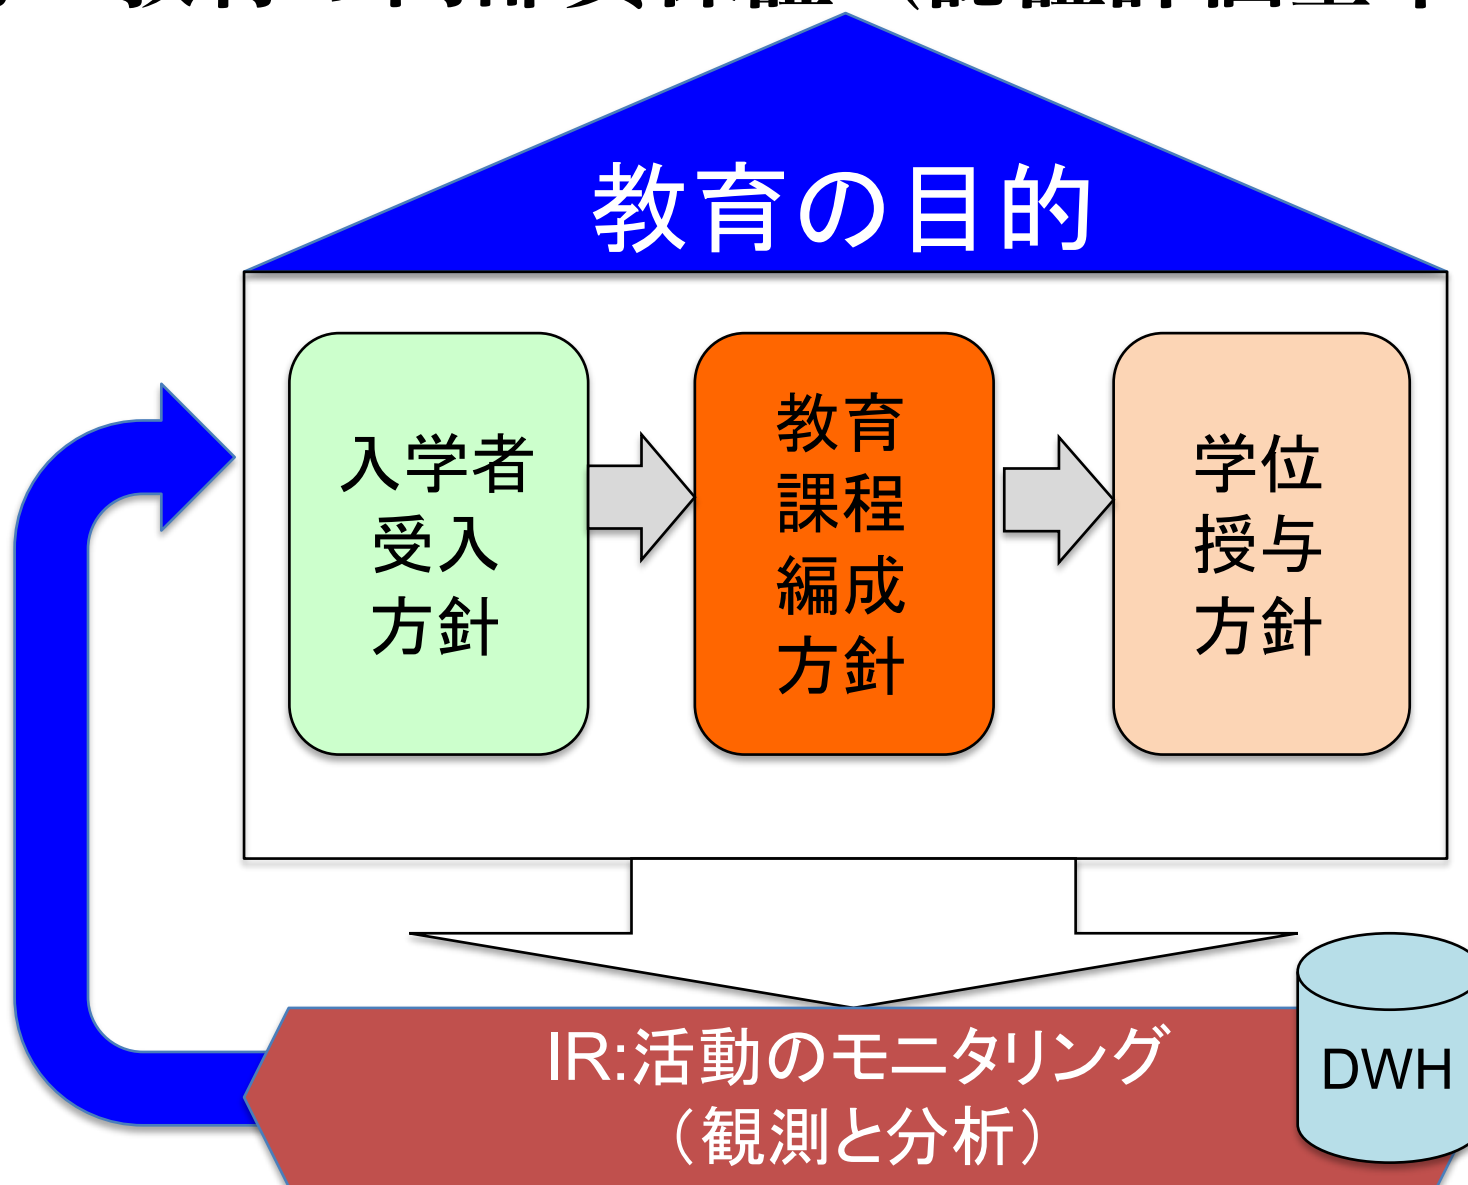 教育の目的
入学者
受入
方針
教育
課程
編成
方針
学位
授与
方針
IR:活動のモニタリング
（観測と分析）
DWH